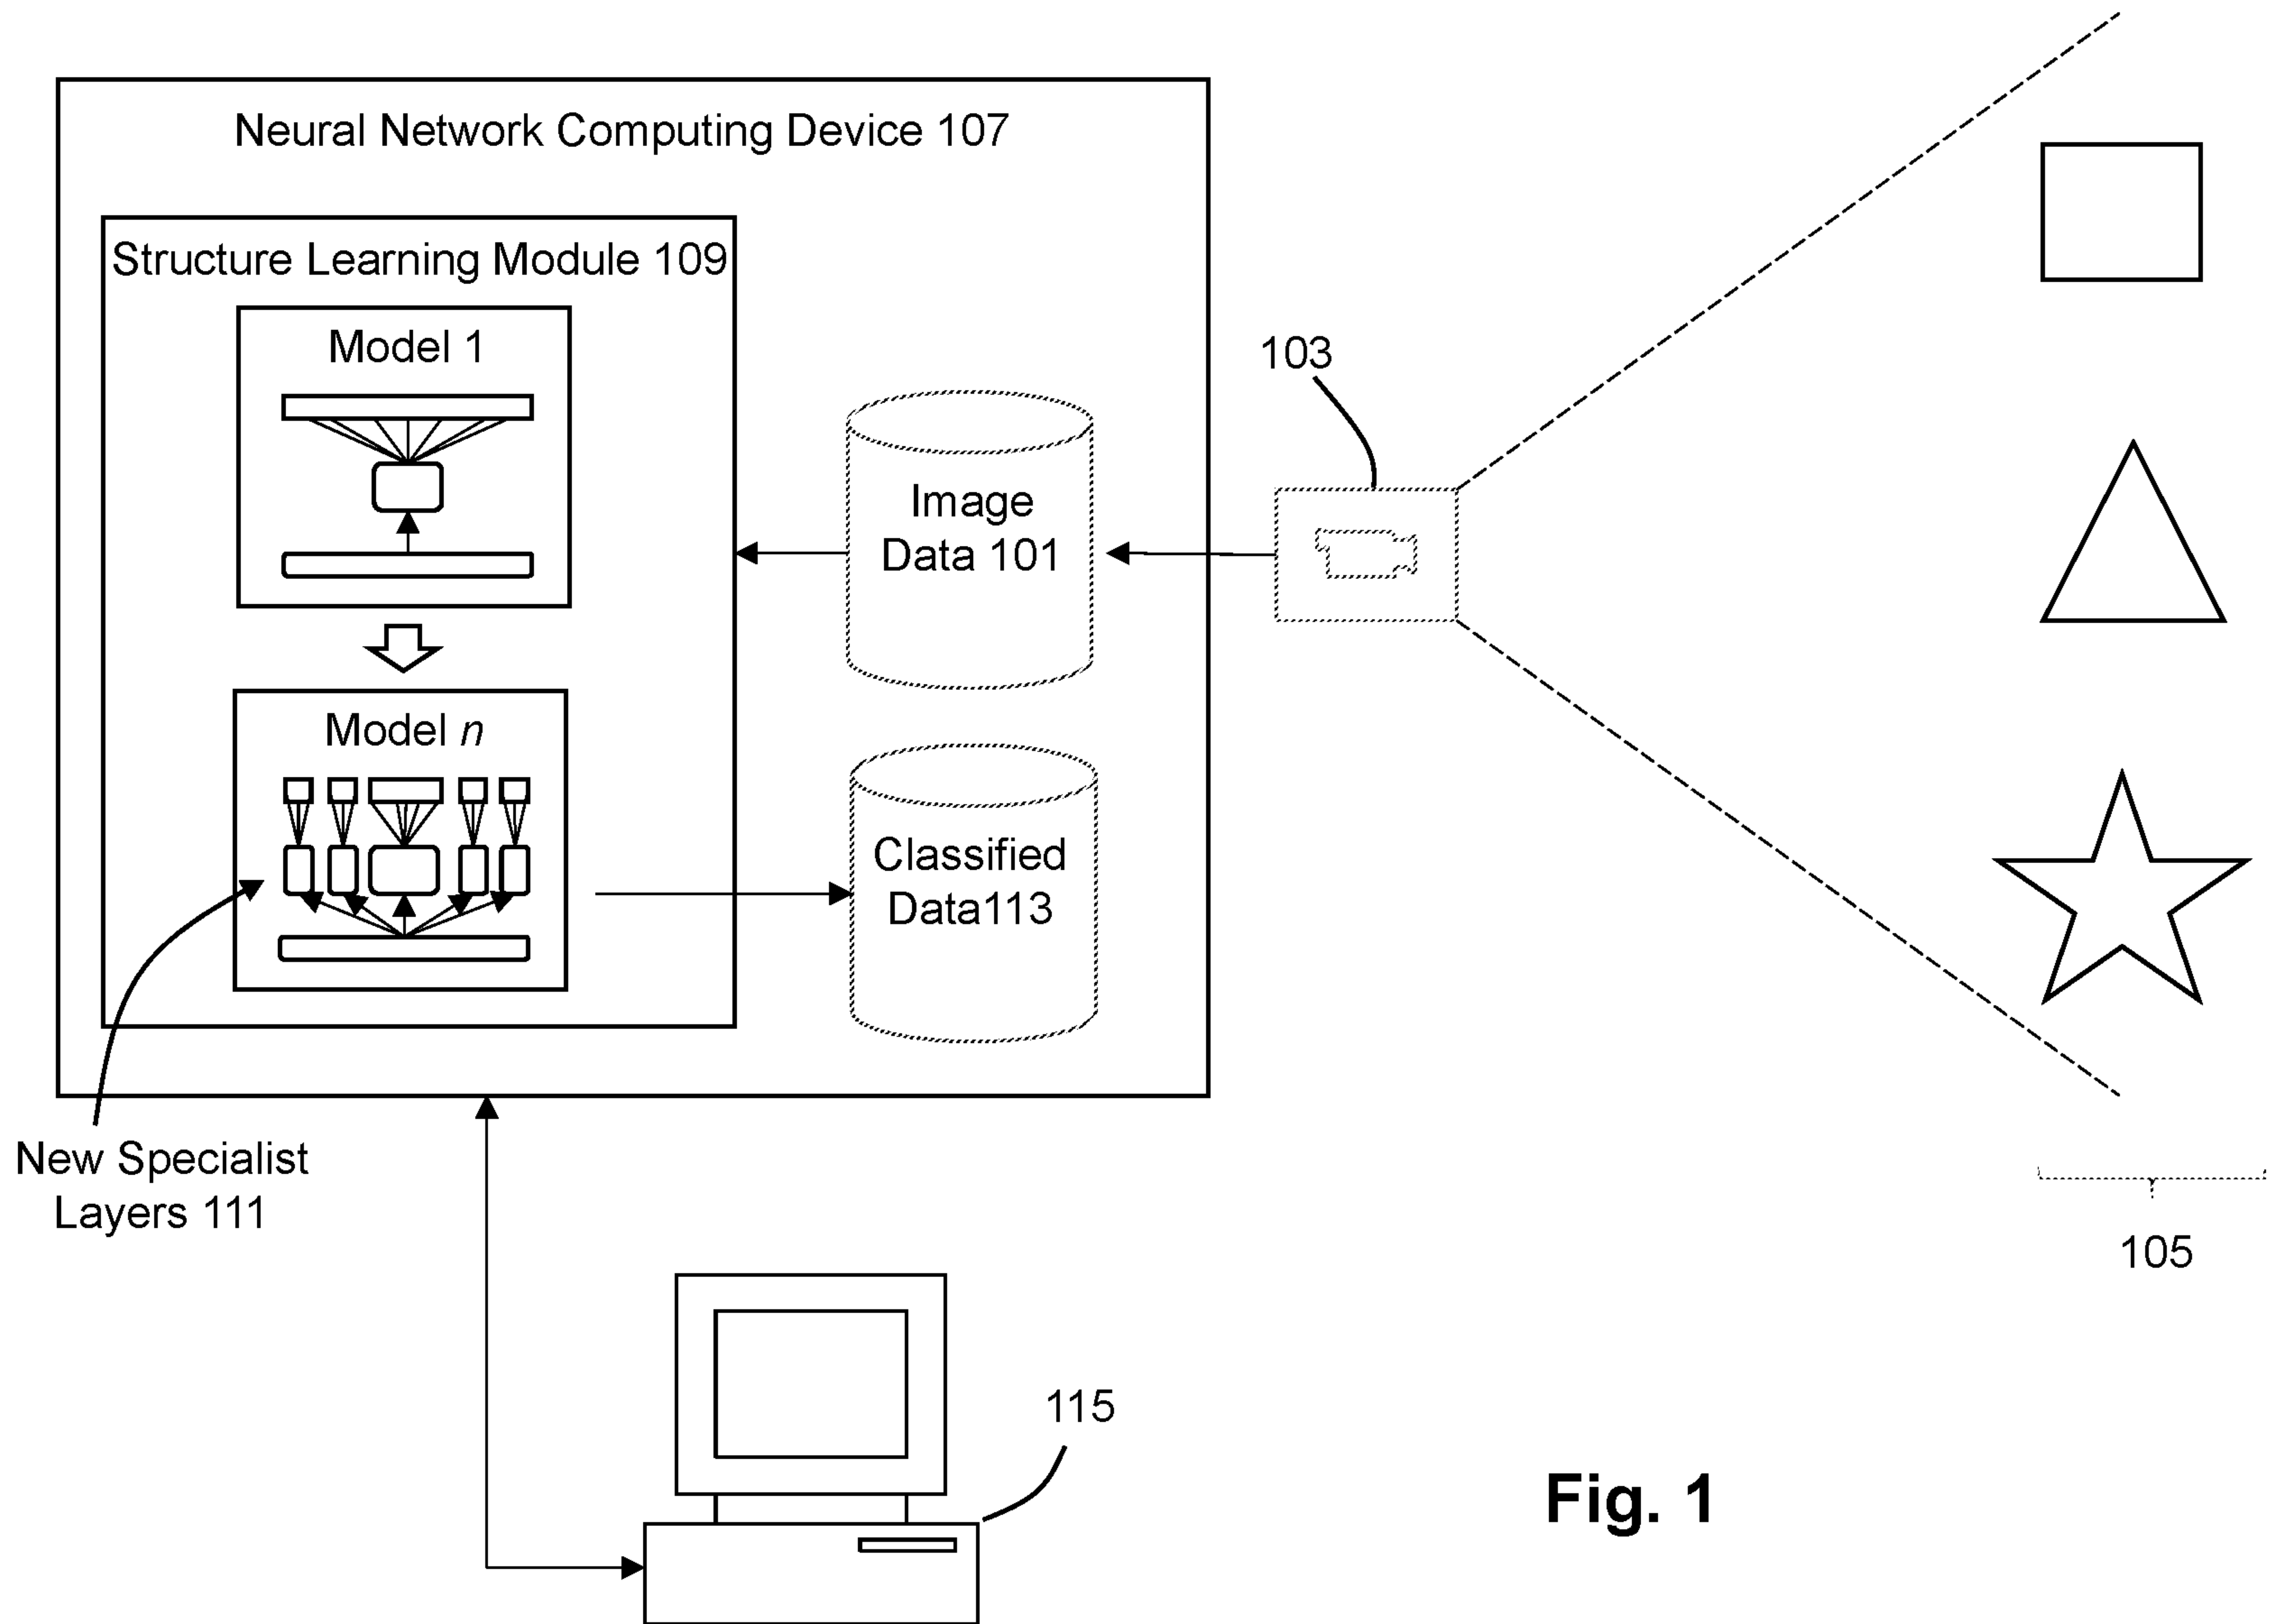 Neural Network Computing Device 107
Structure Learning Module 109
Model 1
Image
Data 101
103
Model n
Classified
Data113
New Specialist
Layers 111
105
115
Fig. 1